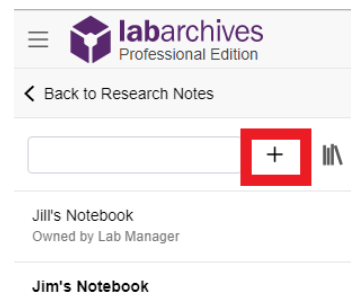 labarchives
Professional Edition
Back to Research Notes
Jill's Notebook
Owned by Lab Manager
Jim's Notebook